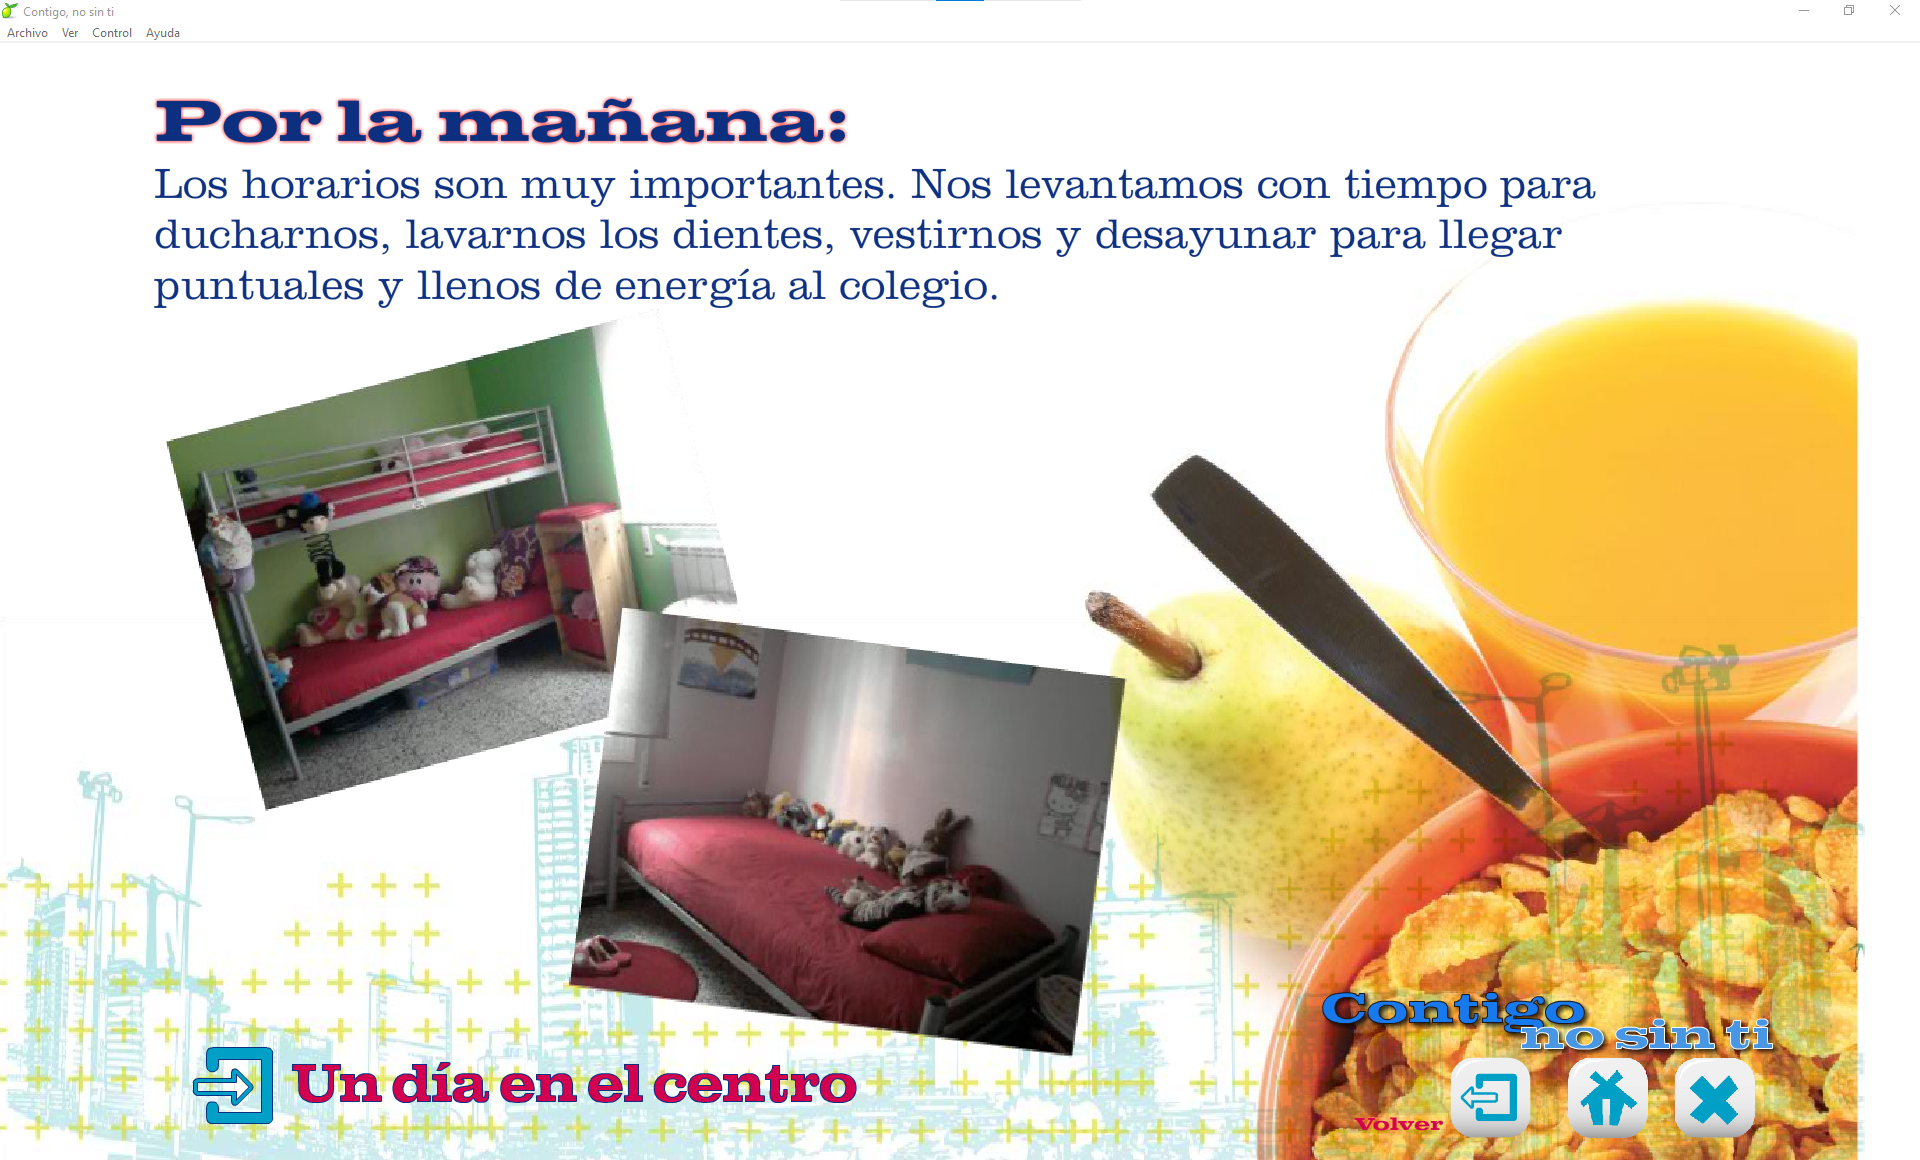 Contigo, no sin ti
Archivo Ver Control Ayuda
Por la mañana:
Los horarios son muy importantes. Nos levantamos con tiempo para
ducharnos, lavarnos los dientes, vestirnos y desayunar para llegar
puntuales y llenos de energía al colegio.
Contigo
no sin ti
Un día en el centro
Volver